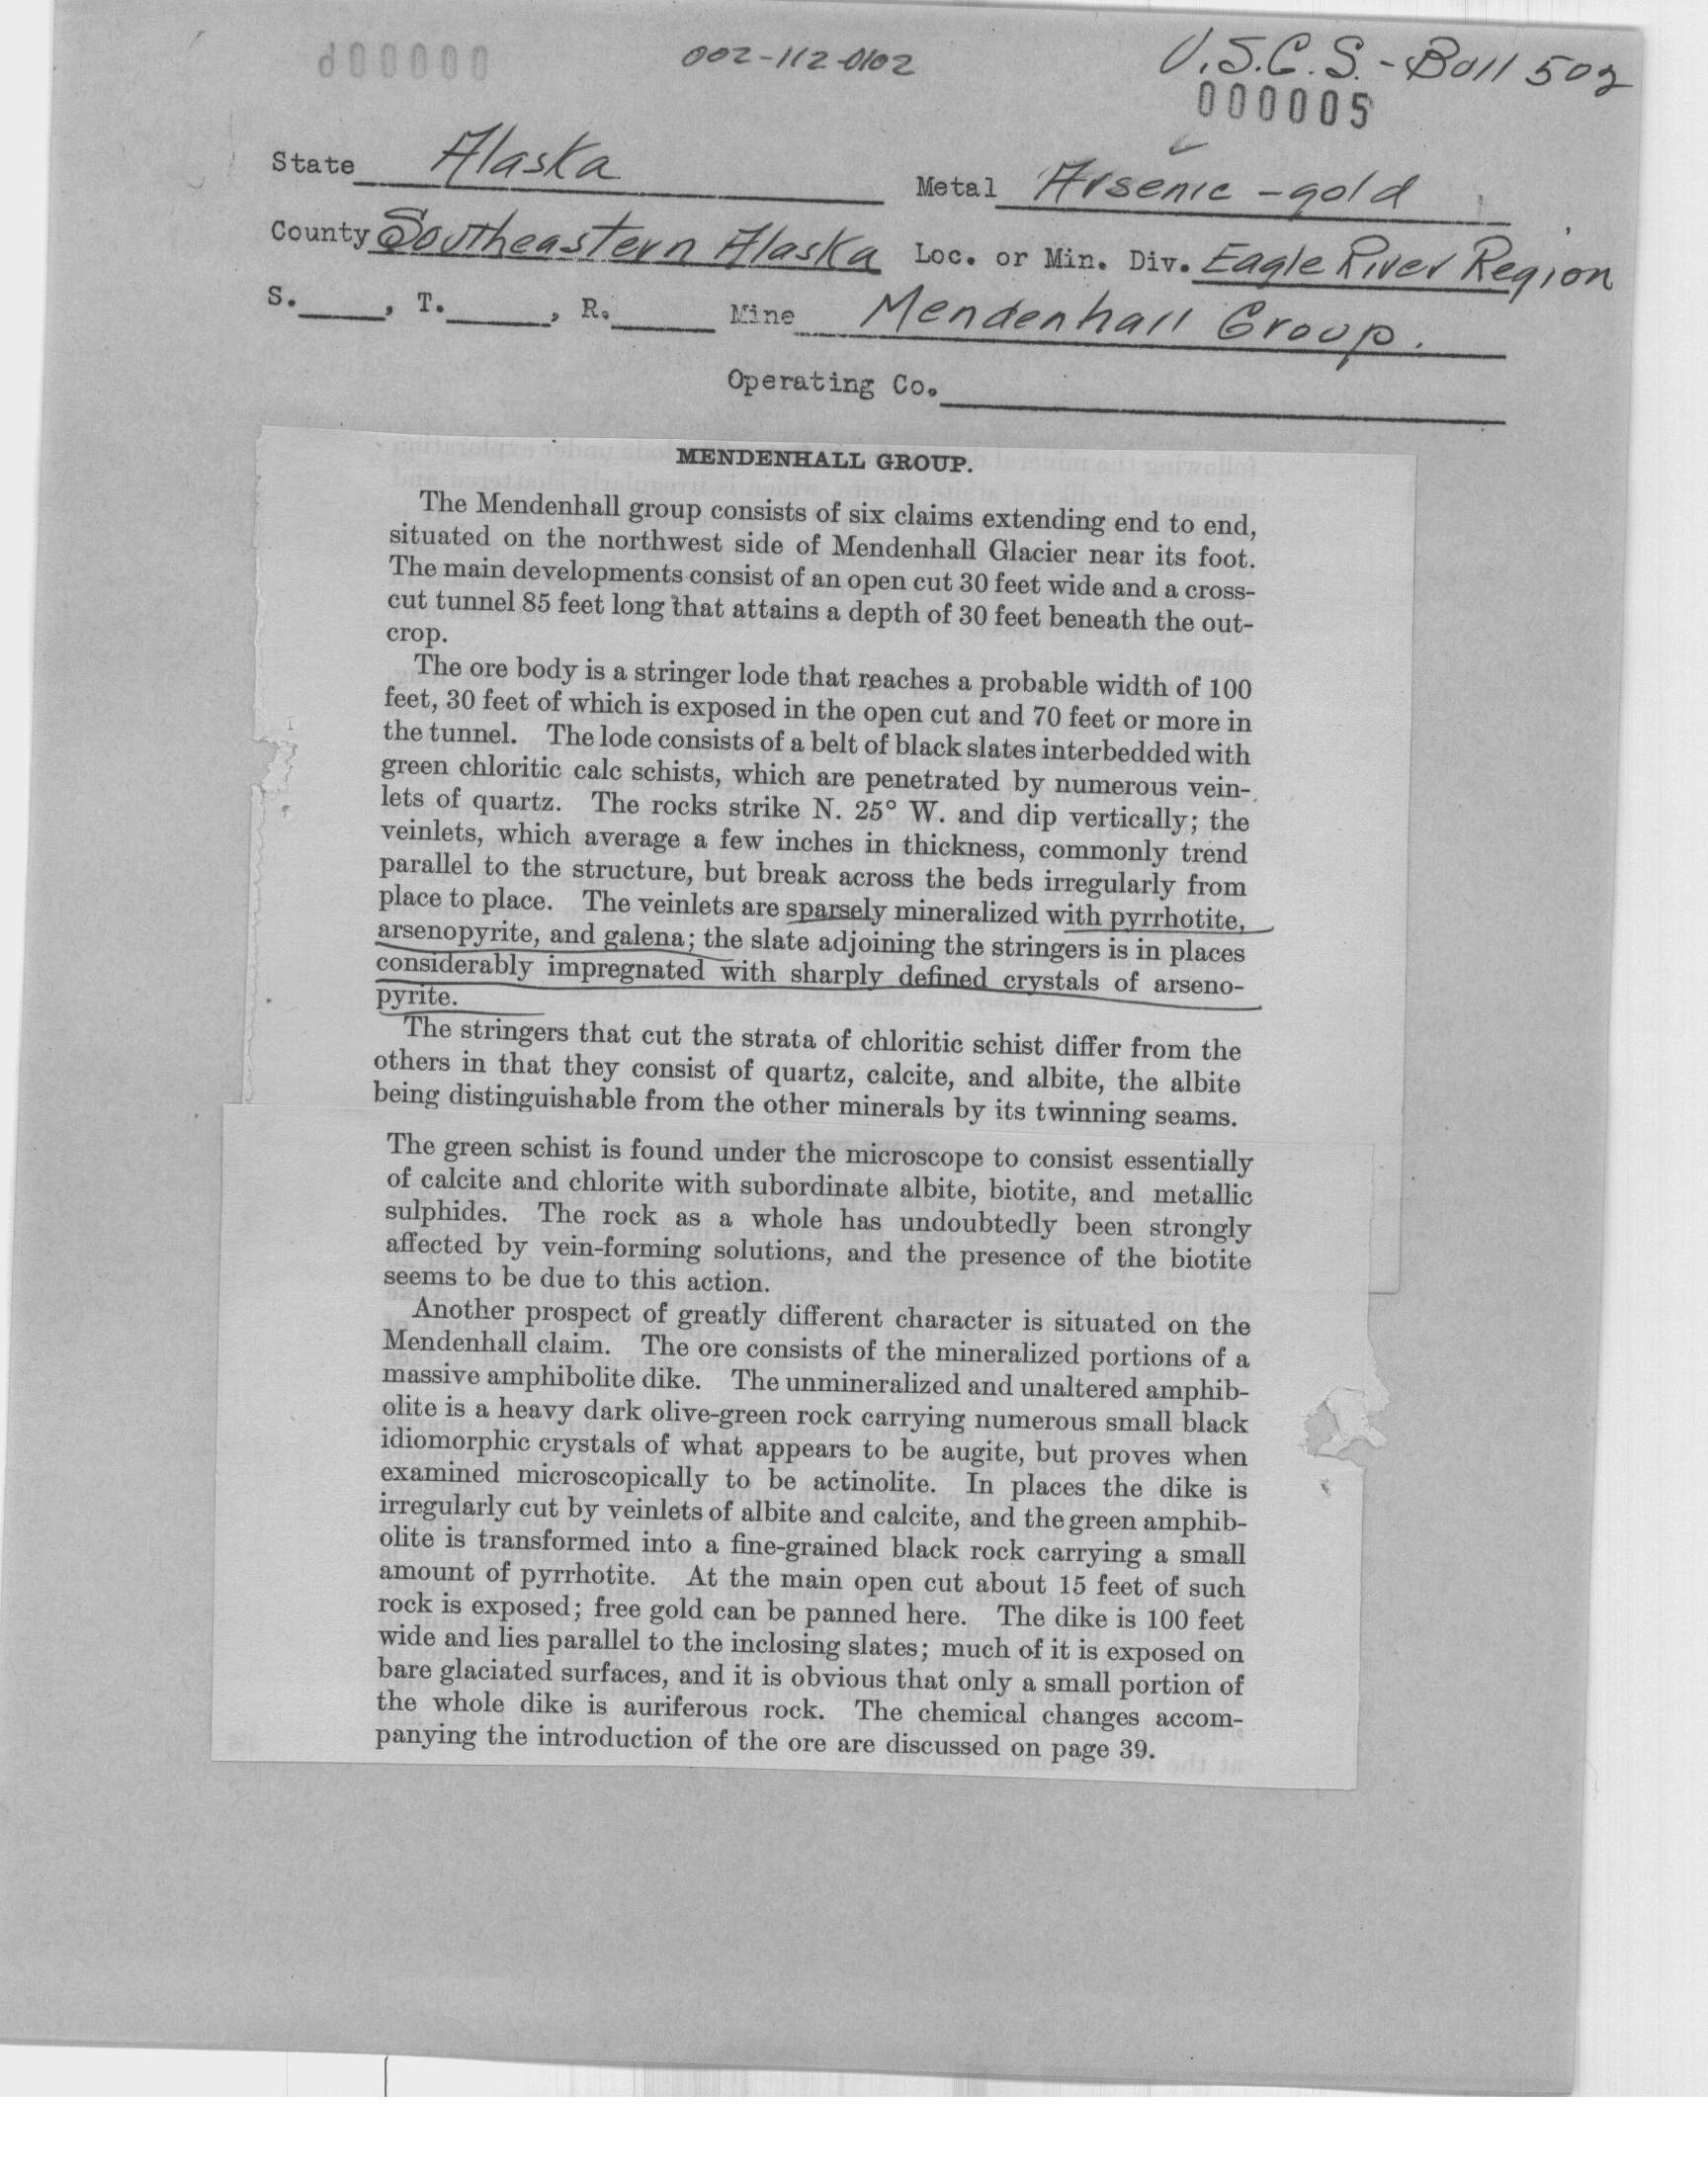 000006
002-112-0102
U.S.G.S.-Bull 502
000005
State Alaska
Metal Arsenic-gold
County Southeastern Alaska Loc. or Min. Div. Eagle River Region
S.____, T.____, R.____ Mine Mendenhall Group.
Operating Co.
MENDENHALL GROUP.
The Mendenhall group consists of six claims extending end to end,
situated on the northwest side of Mendenhall Glacier near its foot.
The main developments consist of an open cut 30 feet wide and a cross-
cut tunnel 85 feet long that attains a depth of 30 feet beneath the out-
crop.
The ore body is a stringer lode that reaches a probable width of 100
feet, 30 feet of which is exposed in the open cut and 70 feet or more in
the tunnel. The lode consists of a belt of black slates interbedded with
green chloritic calc schists, which are penetrated by numerous vein-
lets of quartz. The rocks strike N. 25° W. and dip vertically; the
veinlets, which average a few inches in thickness, commonly trend
parallel to the structure, but break across the beds irregularly from
place to place. The veinlets are sparsely mineralized with pyrrhotite,
arsenopyrite, and galena; the slate adjoining the stringers is in places
considerably impregnated with sharply defined crystals of arseno-
pyrite.
The stringers that cut the strata of chloritic schist differ from the
others in that they consist of quartz, calcite, and albite, the albite
being distinguishable from the other minerals by its twinning seams.
The green schist is found under the microscope to consist essentially
of calcite and chlorite with subordinate albite, biotite, and metallic
sulphides. The rock as a whole has undoubtedly been strongly
affected by vein-forming solutions, and the presence of the biotite
seems to be due to this action.
Another prospect of greatly different character is situated on the
Mendenhall claim. The ore consists of the mineralized portions of a
massive amphibolite dike. The unmineralized and unaltered amphib-
olite is a heavy dark olive-green rock carrying numerous small black
idiomorphic crystals of what appears to be augite, but proves when
examined microscopically to be actinolite. In places the dike is
irregularly cut by veinlets of albite and calcite, and the green amphib-
olite is transformed into a fine-grained black rock carrying a small
amount of pyrrhotite. At the main open cut about 15 feet of such
rock is exposed; free gold can be panned here. The dike is 100 feet
wide and lies parallel to the inclosing slates; much of it is exposed on
bare glaciated surfaces, and it is obvious that only a small portion of
the whole dike is auriferous rock. The chemical changes accom-
panying the introduction of the ore are discussed on page 39.